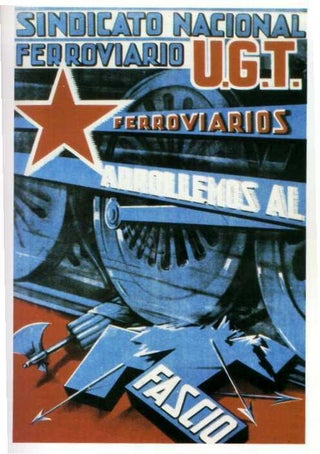 SINDICATO NACIONAL
FERROVIARIO U.G.T.
FERROVIARIOS
ARROLLEMOS AL
FASCIO